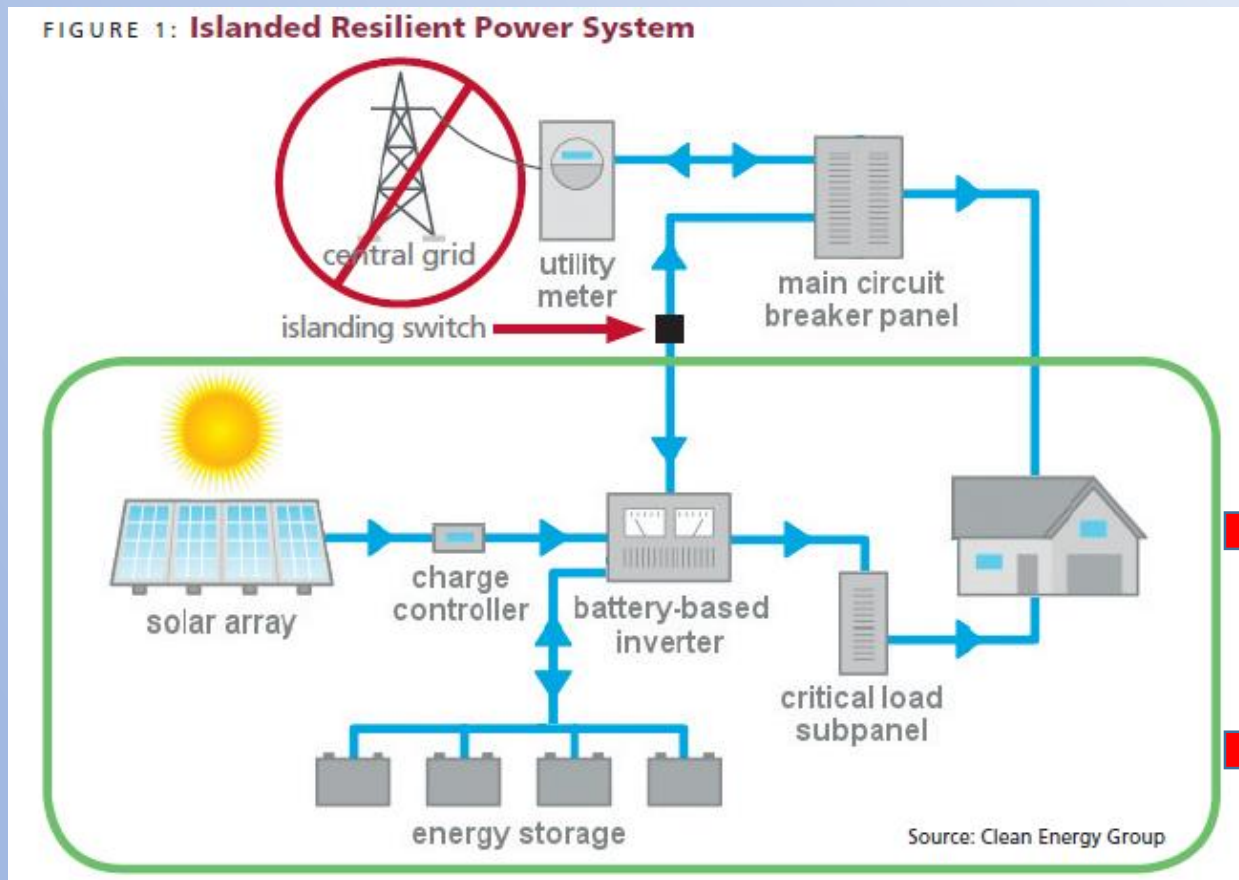 FIGURE 1: Islanded Resilient Power System
central grid
utility
meter
main circuit
breaker panel
islanding switch
solar array
charge
controller
battery-based
inverter
critical load
subpanel
energy storage
Source: Clean Energy Group